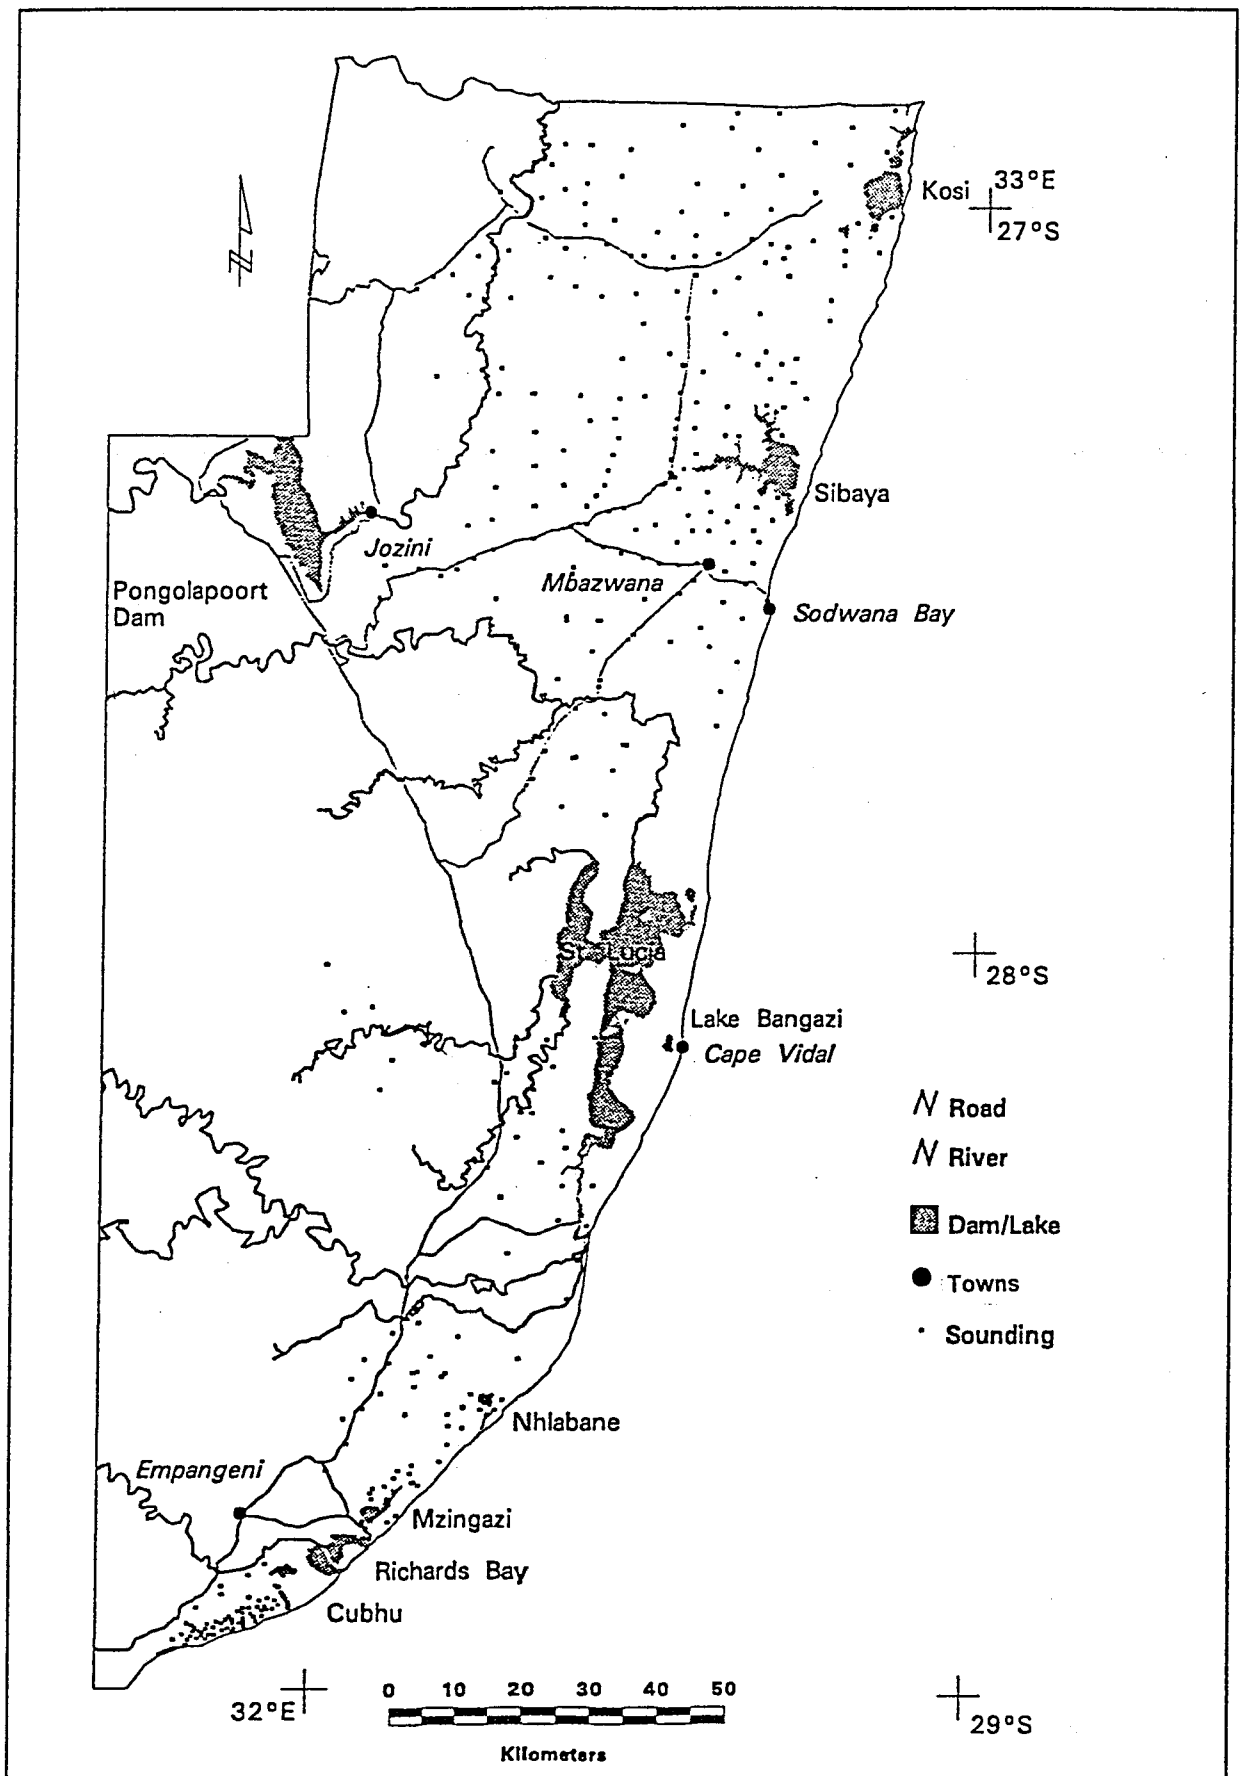 Kosi
33°E
27°S
N
Sibaya
Jozini
Pongolapoort
Dam
Mbazwana
Sodwana Bay
St. Lucia
28°S
Lake Bangazi
Cape Vidal
Road
River
Dam/Lake
Towns
Sounding
Nhlabane
Empangeni
Mzingazi
Richards Bay
Cubhu
32°E
0 10 20 30 40 50
Kilometers
29°S